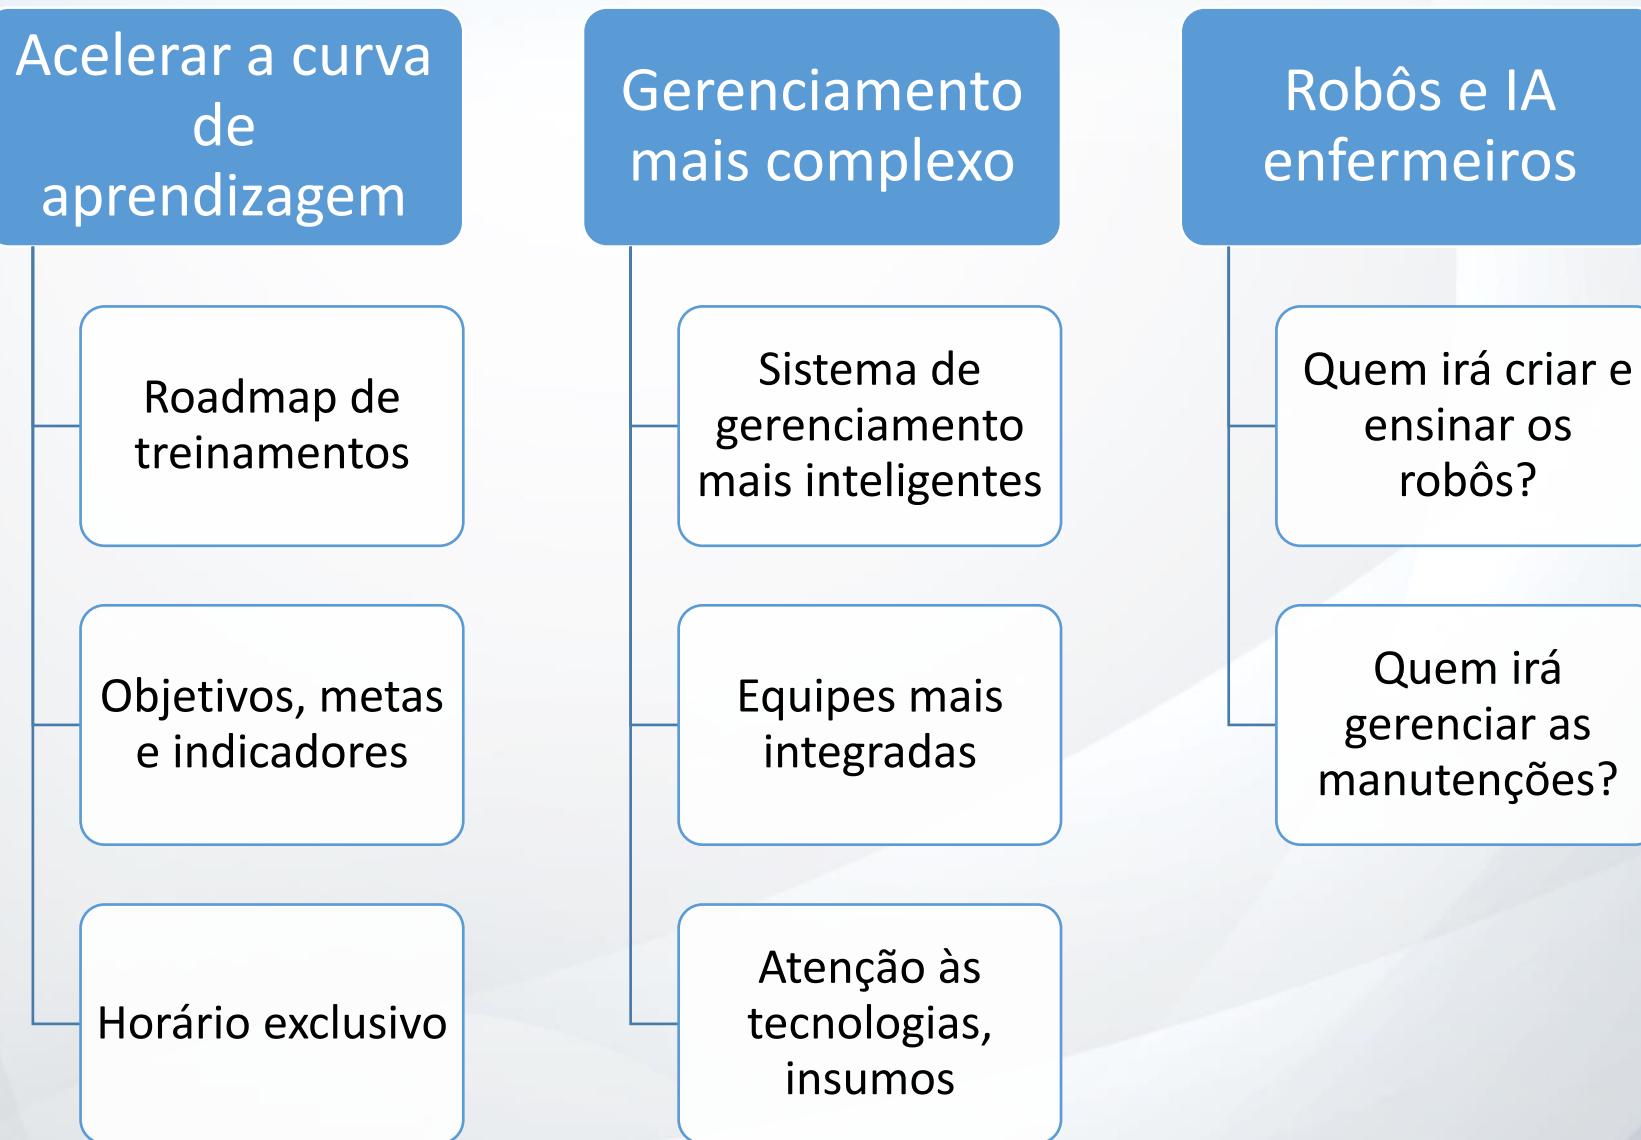 Acelerar a curva
de
aprendizagem
Roadmap de
treinamentos
Objetivos, metas
e indicadores
Horário exclusivo
Gerenciamento
mais complexo
Sistema de
gerenciamento
mais inteligentes
Equipes mais
integradas
Atenção às
tecnologias,
insumos
Robôs e IA
enfermeiros
Quem irá criar e
ensinar os
robôs?
Quem irá
gerenciar as
manutenções?